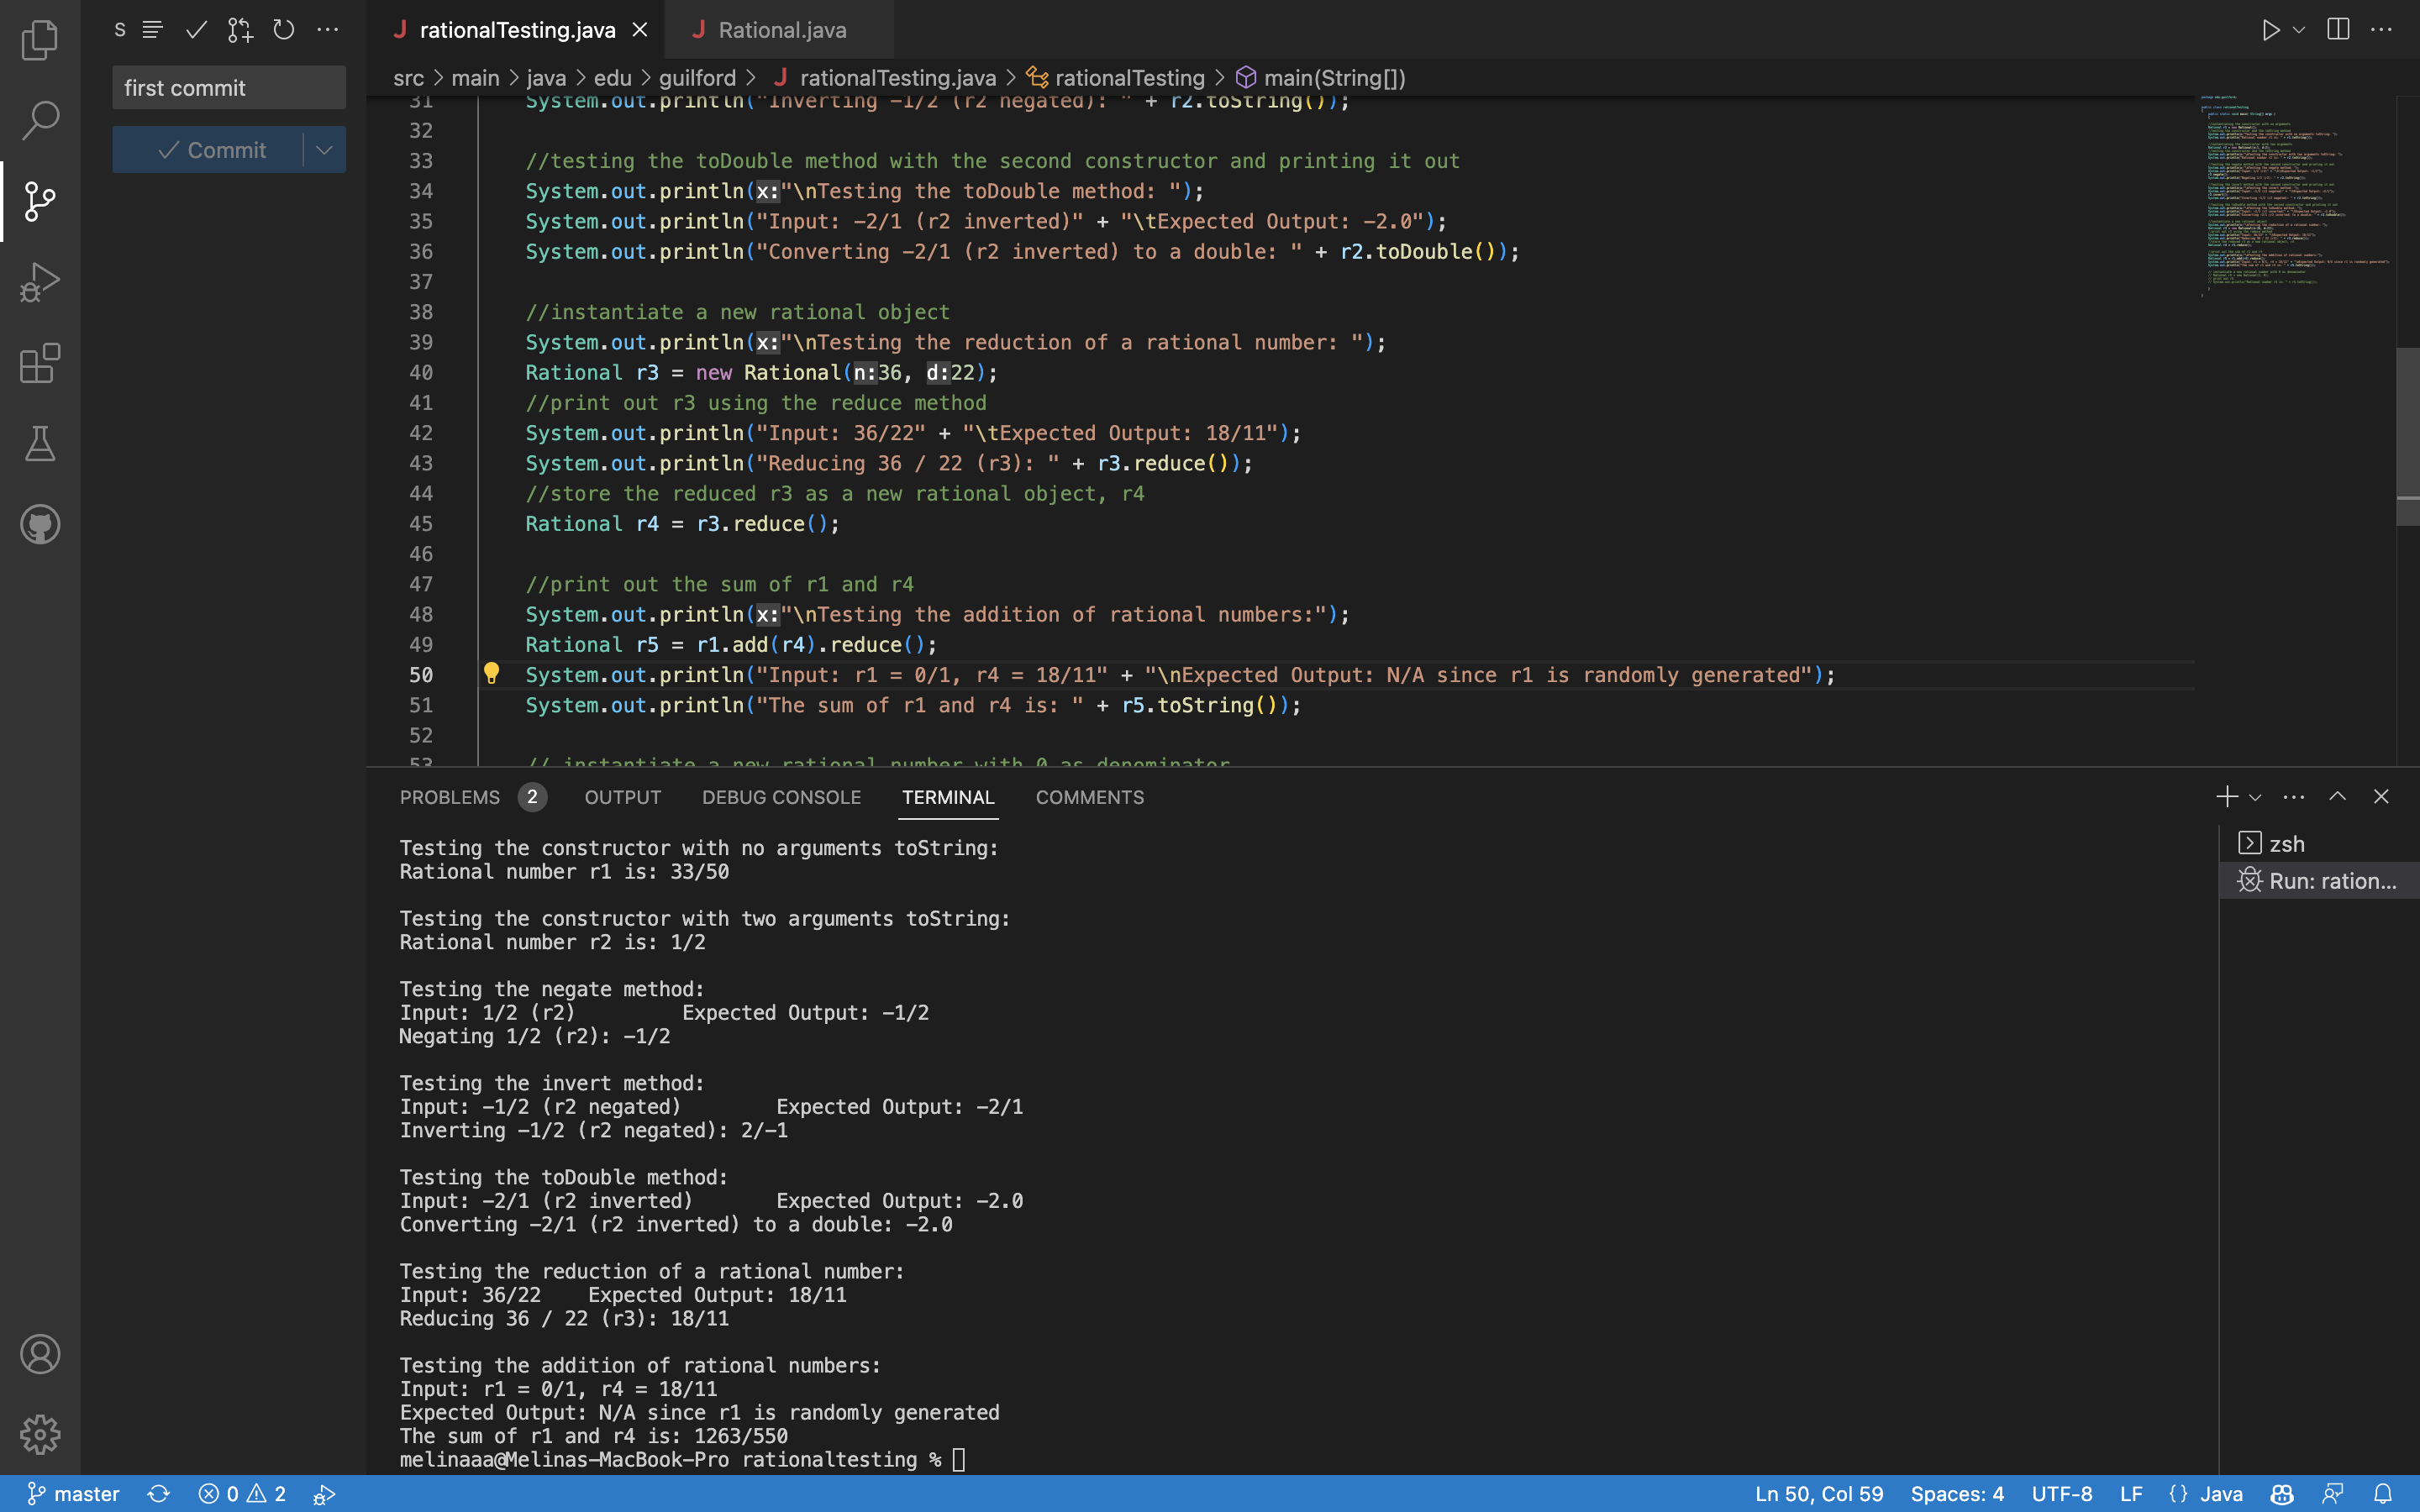 S
rationalTesting.java
Rational.java
first commit
Commit
src > main > java > edu > guilford > rationalTesting.java > rationalTesting > main(String[])
31 System.out.println("Inverting -1/2 (r2 negated): " + r2.toString());
32
33 //testing the toDouble method with the second constructor and printing it out
34 System.out.println(x:"\nTesting the toDouble method: ");
35 System.out.println("Input: -2/1 (r2 inverted)" + "\tExpected Output: -2.0");
36 System.out.println("Converting -2/1 (r2 inverted) to a double: " + r2.toDouble());
37
38 //instantiate a new rational object
39 System.out.println(x:"\nTesting the reduction of a rational number: ");
40 Rational r3 = new Rational(n:36, d:22);
41 //print out r3 using the reduce method
42 System.out.println("Input: 36/22" + "\tExpected Output: 18/11");
43 System.out.println("Reducing 36 / 22 (r3): " + r3.reduce());
44 //store the reduced r3 as a new rational object, r4
45 Rational r4 = r3.reduce();
46
47 //print out the sum of r1 and r4
48 System.out.println(x:"\nTesting the addition of rational numbers:");
49 Rational r5 = r1.add(r4).reduce();
50 System.out.println("Input: r1 = 0/1, r4 = 18/11" + "\nExpected Output: N/A since r1 is randomly generated");
51 System.out.println("The sum of r1 and r4 is: " + r5.toString());
52
53 // instantiate a new rational number with 0 as denominator
PROBLEMS 2 OUTPUT DEBUG CONSOLE TERMINAL COMMENTS
zsh
Run: ration...
Testing the constructor with no arguments toString:
Rational number r1 is: 33/50
Testing the constructor with two arguments toString:
Rational number r2 is: 1/2
Testing the negate method:
Input: 1/2 (r2) Expected Output: -1/2
Negating 1/2 (r2): -1/2
Testing the invert method:
Input: -1/2 (r2 negated) Expected Output: -2/1
Inverting -1/2 (r2 negated): 2/-1
Testing the toDouble method:
Input: -2/1 (r2 inverted) Expected Output: -2.0
Converting -2/1 (r2 inverted) to a double: -2.0
Testing the reduction of a rational number:
Input: 36/22 Expected Output: 18/11
Reducing 36 / 22 (r3): 18/11
Testing the addition of rational numbers:
Input: r1 = 0/1, r4 = 18/11
Expected Output: N/A since r1 is randomly generated
The sum of r1 and r4 is: 1263/550
melinaaa@Melinas-MacBook-Pro rationaltesting %
master 0 2 Ln 50, Col 59 Spaces: 4 UTF-8 LF {} Java